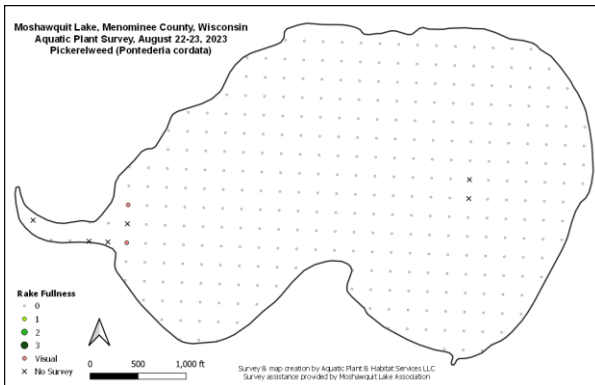 Moshawquit Lake, Menominee County, Wisconsin
Aquatic Plant Survey, August 22-23, 2023
Pickerelweed (Pontederia cordata)
Rake Fullness
0
1
2
3
Visual
No Survey
0 500 1,000 ft
Survey & map creation by Aquatic Plant & Habitat Services LLC
Survey assistance provided by Moshawquit Lake Association